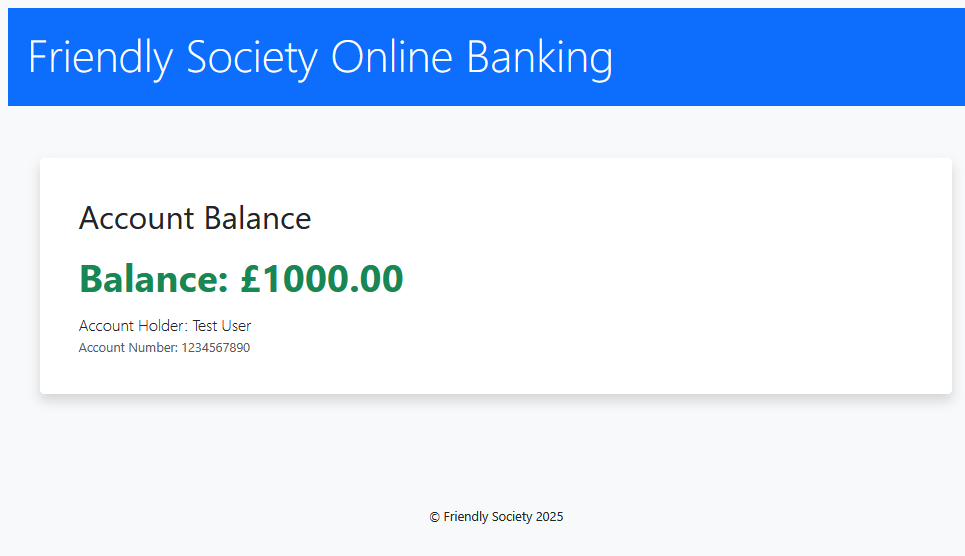 Friendly Society Online Banking
Account Balance
Balance: £1000.00
Account Holder: Test User
Account Number: 1234567890
© Friendly Society 2025